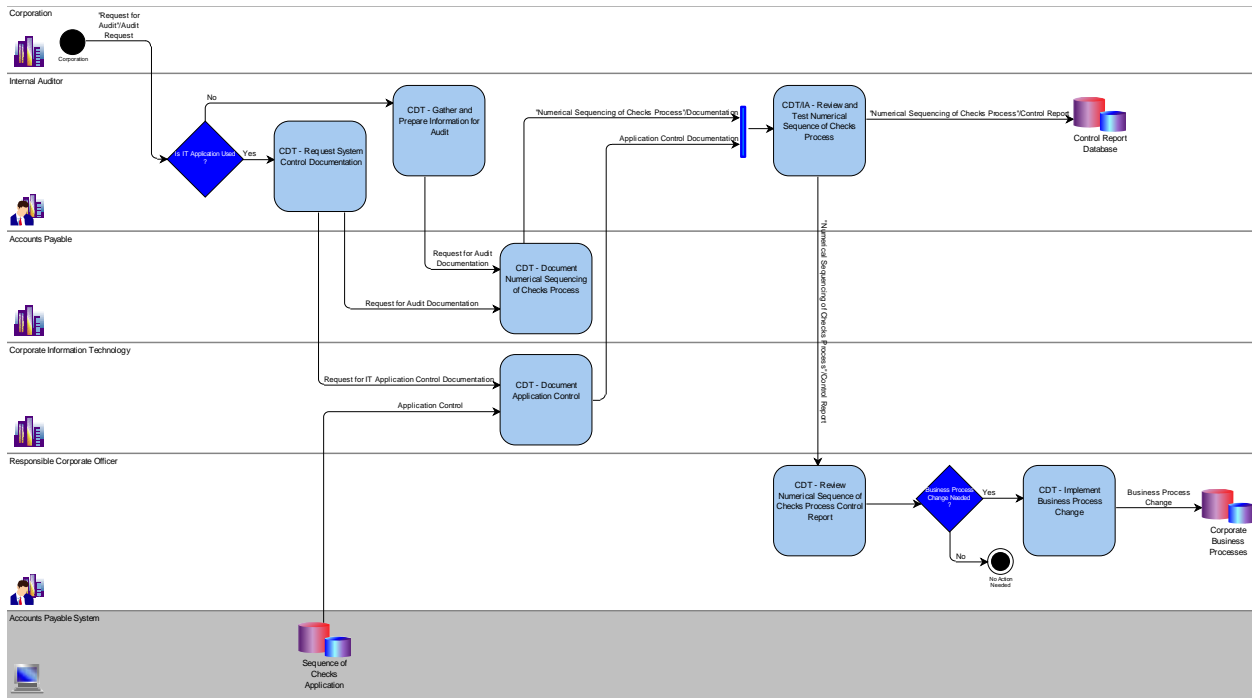 Corporation
"Request for
Audit"/Audit
Request
Corporation
Internal Auditor
No
Is IT Application Used
?
Yes
CDT - Request System
Control Documentation
CDT - Gather and
Prepare Information for
Audit
"Numerical Sequencing of Checks Process"/Documentation
Application Control Documentation
CDT/IA - Review and
Test Numerical
Sequence of Checks
Process
"Numerical Sequencing of Checks Process"/Control Report
Control Report
Database
Accounts Payable
Request for Audit
Documentation
Request for Audit Documentation
CDT - Document
Numerical Sequencing
of Checks Process
"Numerical Sequencing of Checks Process"/Control Report
Corporate Information Technology
Request for IT Application Control Documentation
Application Control
CDT - Document
Application Control
Responsible Corporate Officer
CDT - Review
Numerical Sequence of
Checks Process Control
Report
Business Process
Change Needed
?
Yes
No
No Action
Needed
CDT - Implement
Business Process
Change
Business Process
Change
Corporate
Business
Processes
Accounts Payable System
Sequence of
Checks
Application